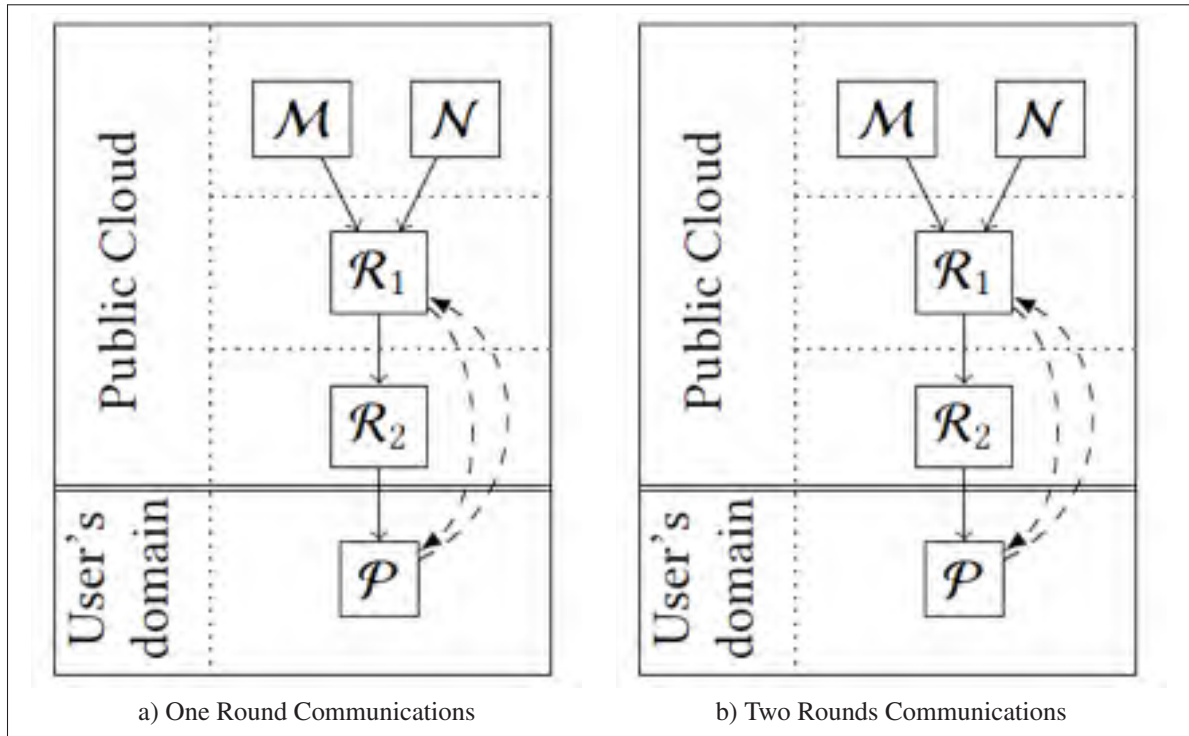 Public Cloud
User's
domain
ℳ
𝒩
ℛ₁
ℛ₂
𝒫
a) One Round Communications
Public Cloud
User's
domain
ℳ
𝒩
ℛ₁
ℛ₂
𝒫
b) Two Rounds Communications